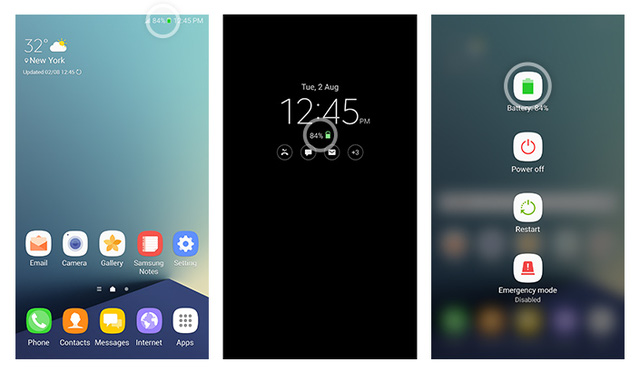 84% 12:45 PM
32°
New York
Updated 02/08 12:45
Email Camera Gallery Samsung Notes Setting
Phone Contacts Messages Internet Apps
Tue, 2 Aug
12:45 PM
84%
+3
Battery: 84%
Power off
Restart
Emergency mode
Disabled